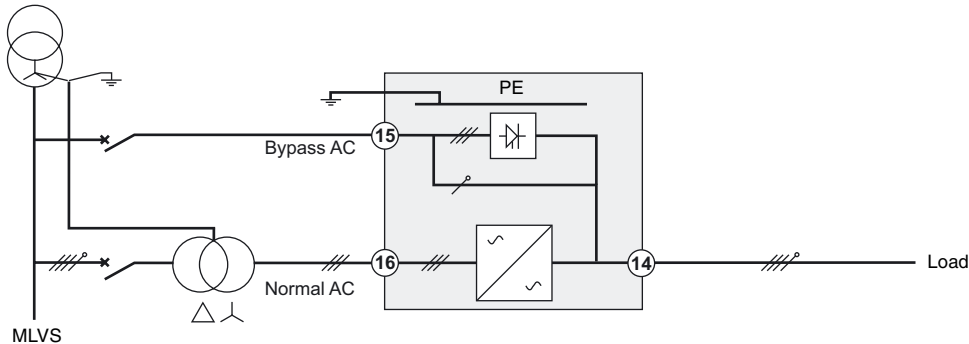 PE
15
Bypass AC
16
14
Load
Normal AC
MLVS